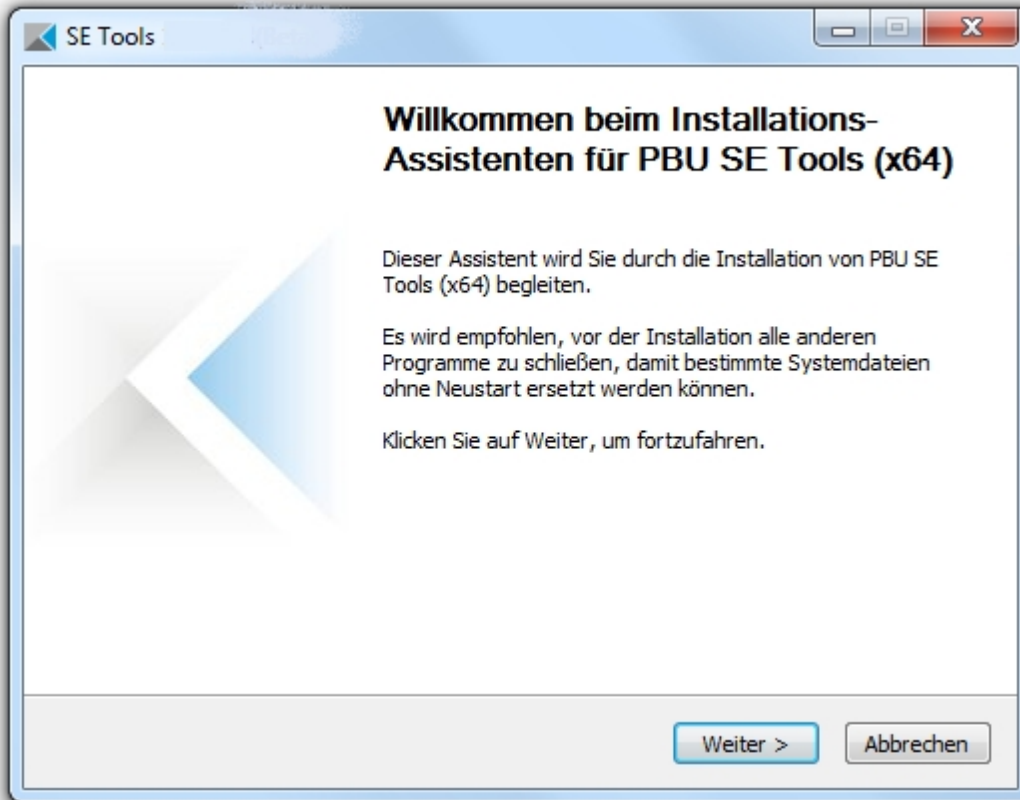 SE Tools
Willkommen beim Installations-
Assistenten für PBU SE Tools (x64)
Dieser Assistent wird Sie durch die Installation von PBU SE
Tools (x64) begleiten.
Es wird empfohlen, vor der Installation alle anderen
Programme zu schließen, damit bestimmte Systemdateien
ohne Neustart ersetzt werden können.
Klicken Sie auf Weiter, um fortzufahren.
Weiter >
Abbrechen